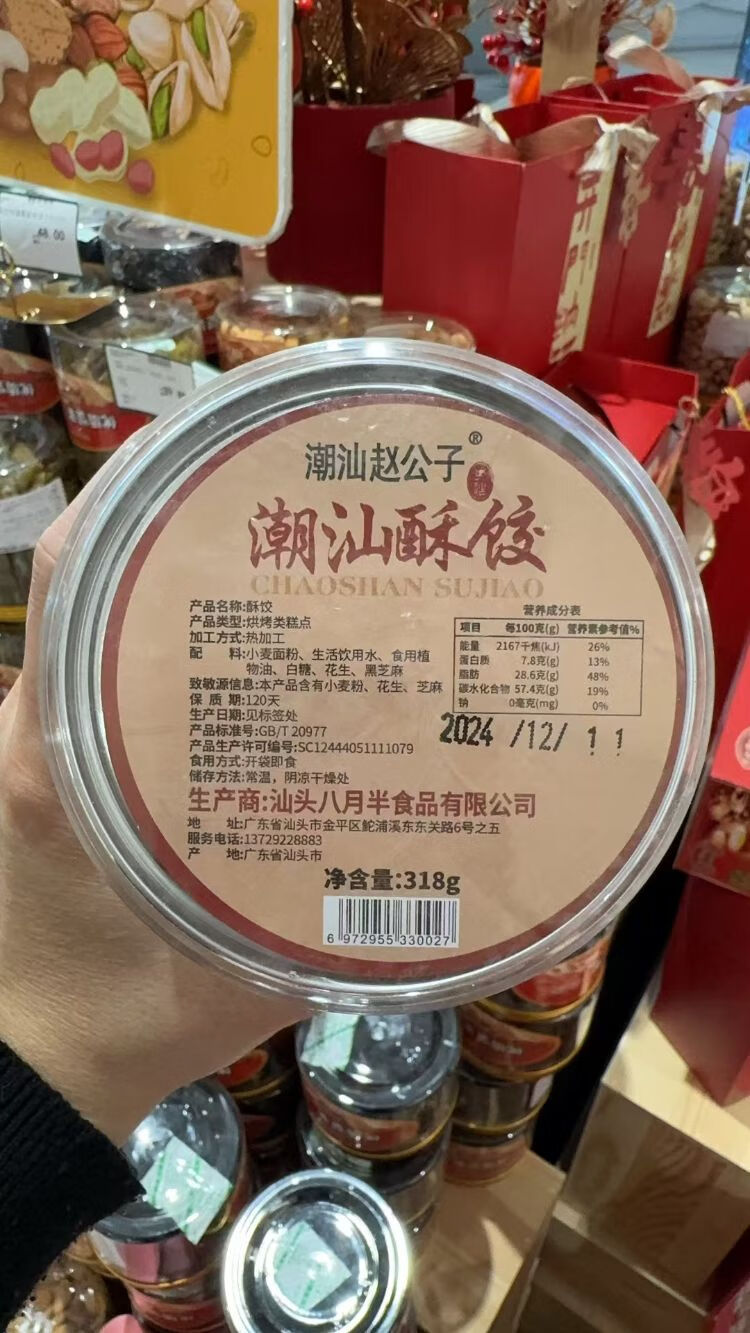 48.00
潮汕赵公子®
潮汕酥饺
CHAOSHAN SUJIAO
产品名称:酥饺
产品类型:烘烤类糕点
加工方式:热加工
配 料:小麦面粉、生活饮用水、食用植
物油、白糖、花生、黑芝麻
致敏源信息:本产品含有小麦粉、花生、芝麻
保 质 期:120天
生产日期:见标签处
产品标准号:GB/T 20977
产品生产许可编号:SC12444051111079
食用方式:开袋即食
储存方法:常温，阴凉干燥处
营养成分表
项目 每100克(g) 营养素参考值%
能量 2167千焦(kJ) 26%
蛋白质 7.8克(g) 13%
脂肪 28.6克(g) 48%
碳水化合物 57.4克(g) 19%
钠 0毫克(mg) 0%
2024 /12/ 11
生产商:汕头八月半食品有限公司
地 址:广东省汕头市金平区鮀浦溪东东关路6号之五
服务电话:13729228883
产 地:广东省汕头市
净含量:318g
6 972955 330027